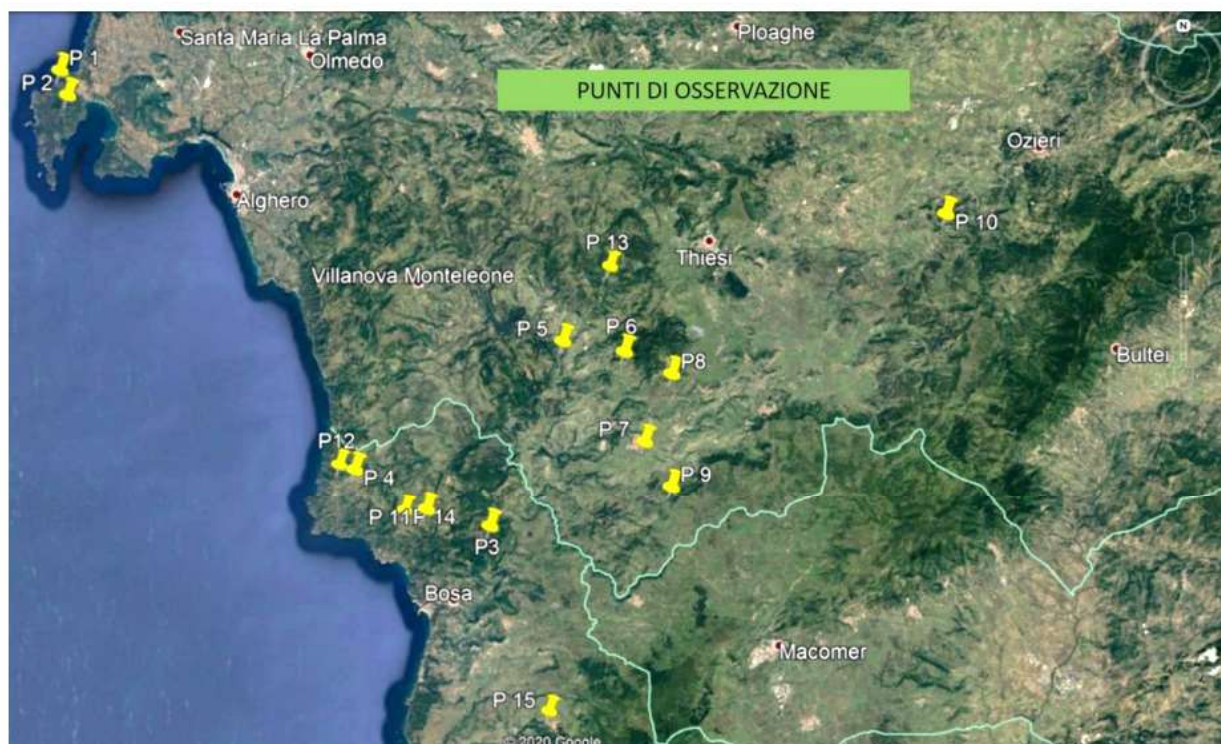 Santa Maria La Palma
Ploaghe
N
P 1
Olmedo
P 2
PUNTI DI OSSERVAZIONE
Ozieri
Alghero
P 10
P 13
Thiesi
Villanova Monteleone
P 5
P 6
P8
Bultei
P 7
P12
P 4
P 9
P 11
P 14
P3
Bosa
Macomer
P 15
© 2020 Google